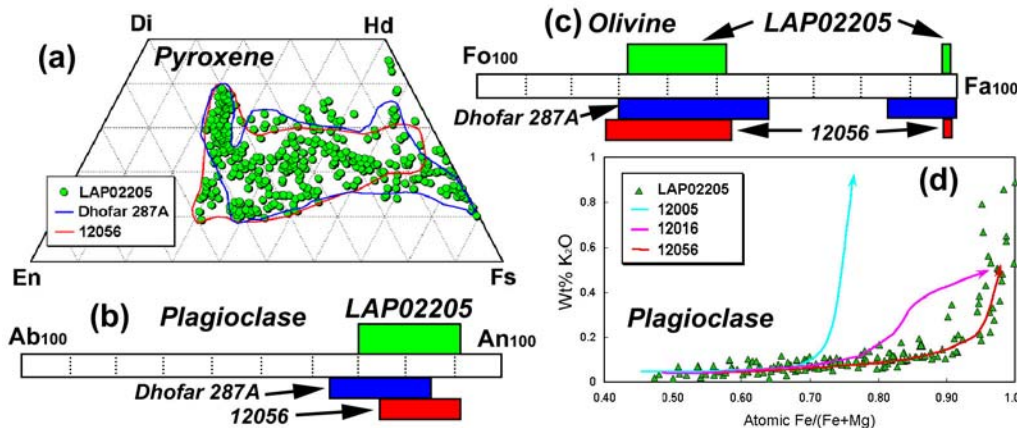 (a)
Di
Hd
Pyroxene
LAP02205
Dhofar 287A
12056
En
Fs
(b)
Plagioclase
LAP02205
Ab100
An100
Dhofar 287A
12056
(c)
Olivine
LAP02205
Fo100
Fa100
Dhofar 287A
12056
(d)
LAP02205
12005
12016
12056
Plagioclase
Wt% K2O
1
0.8
0.6
0.4
0.2
0
0.40
0.50
0.60
0.70
0.80
0.90
1.0
Atomic Fe/(Fe+Mg)